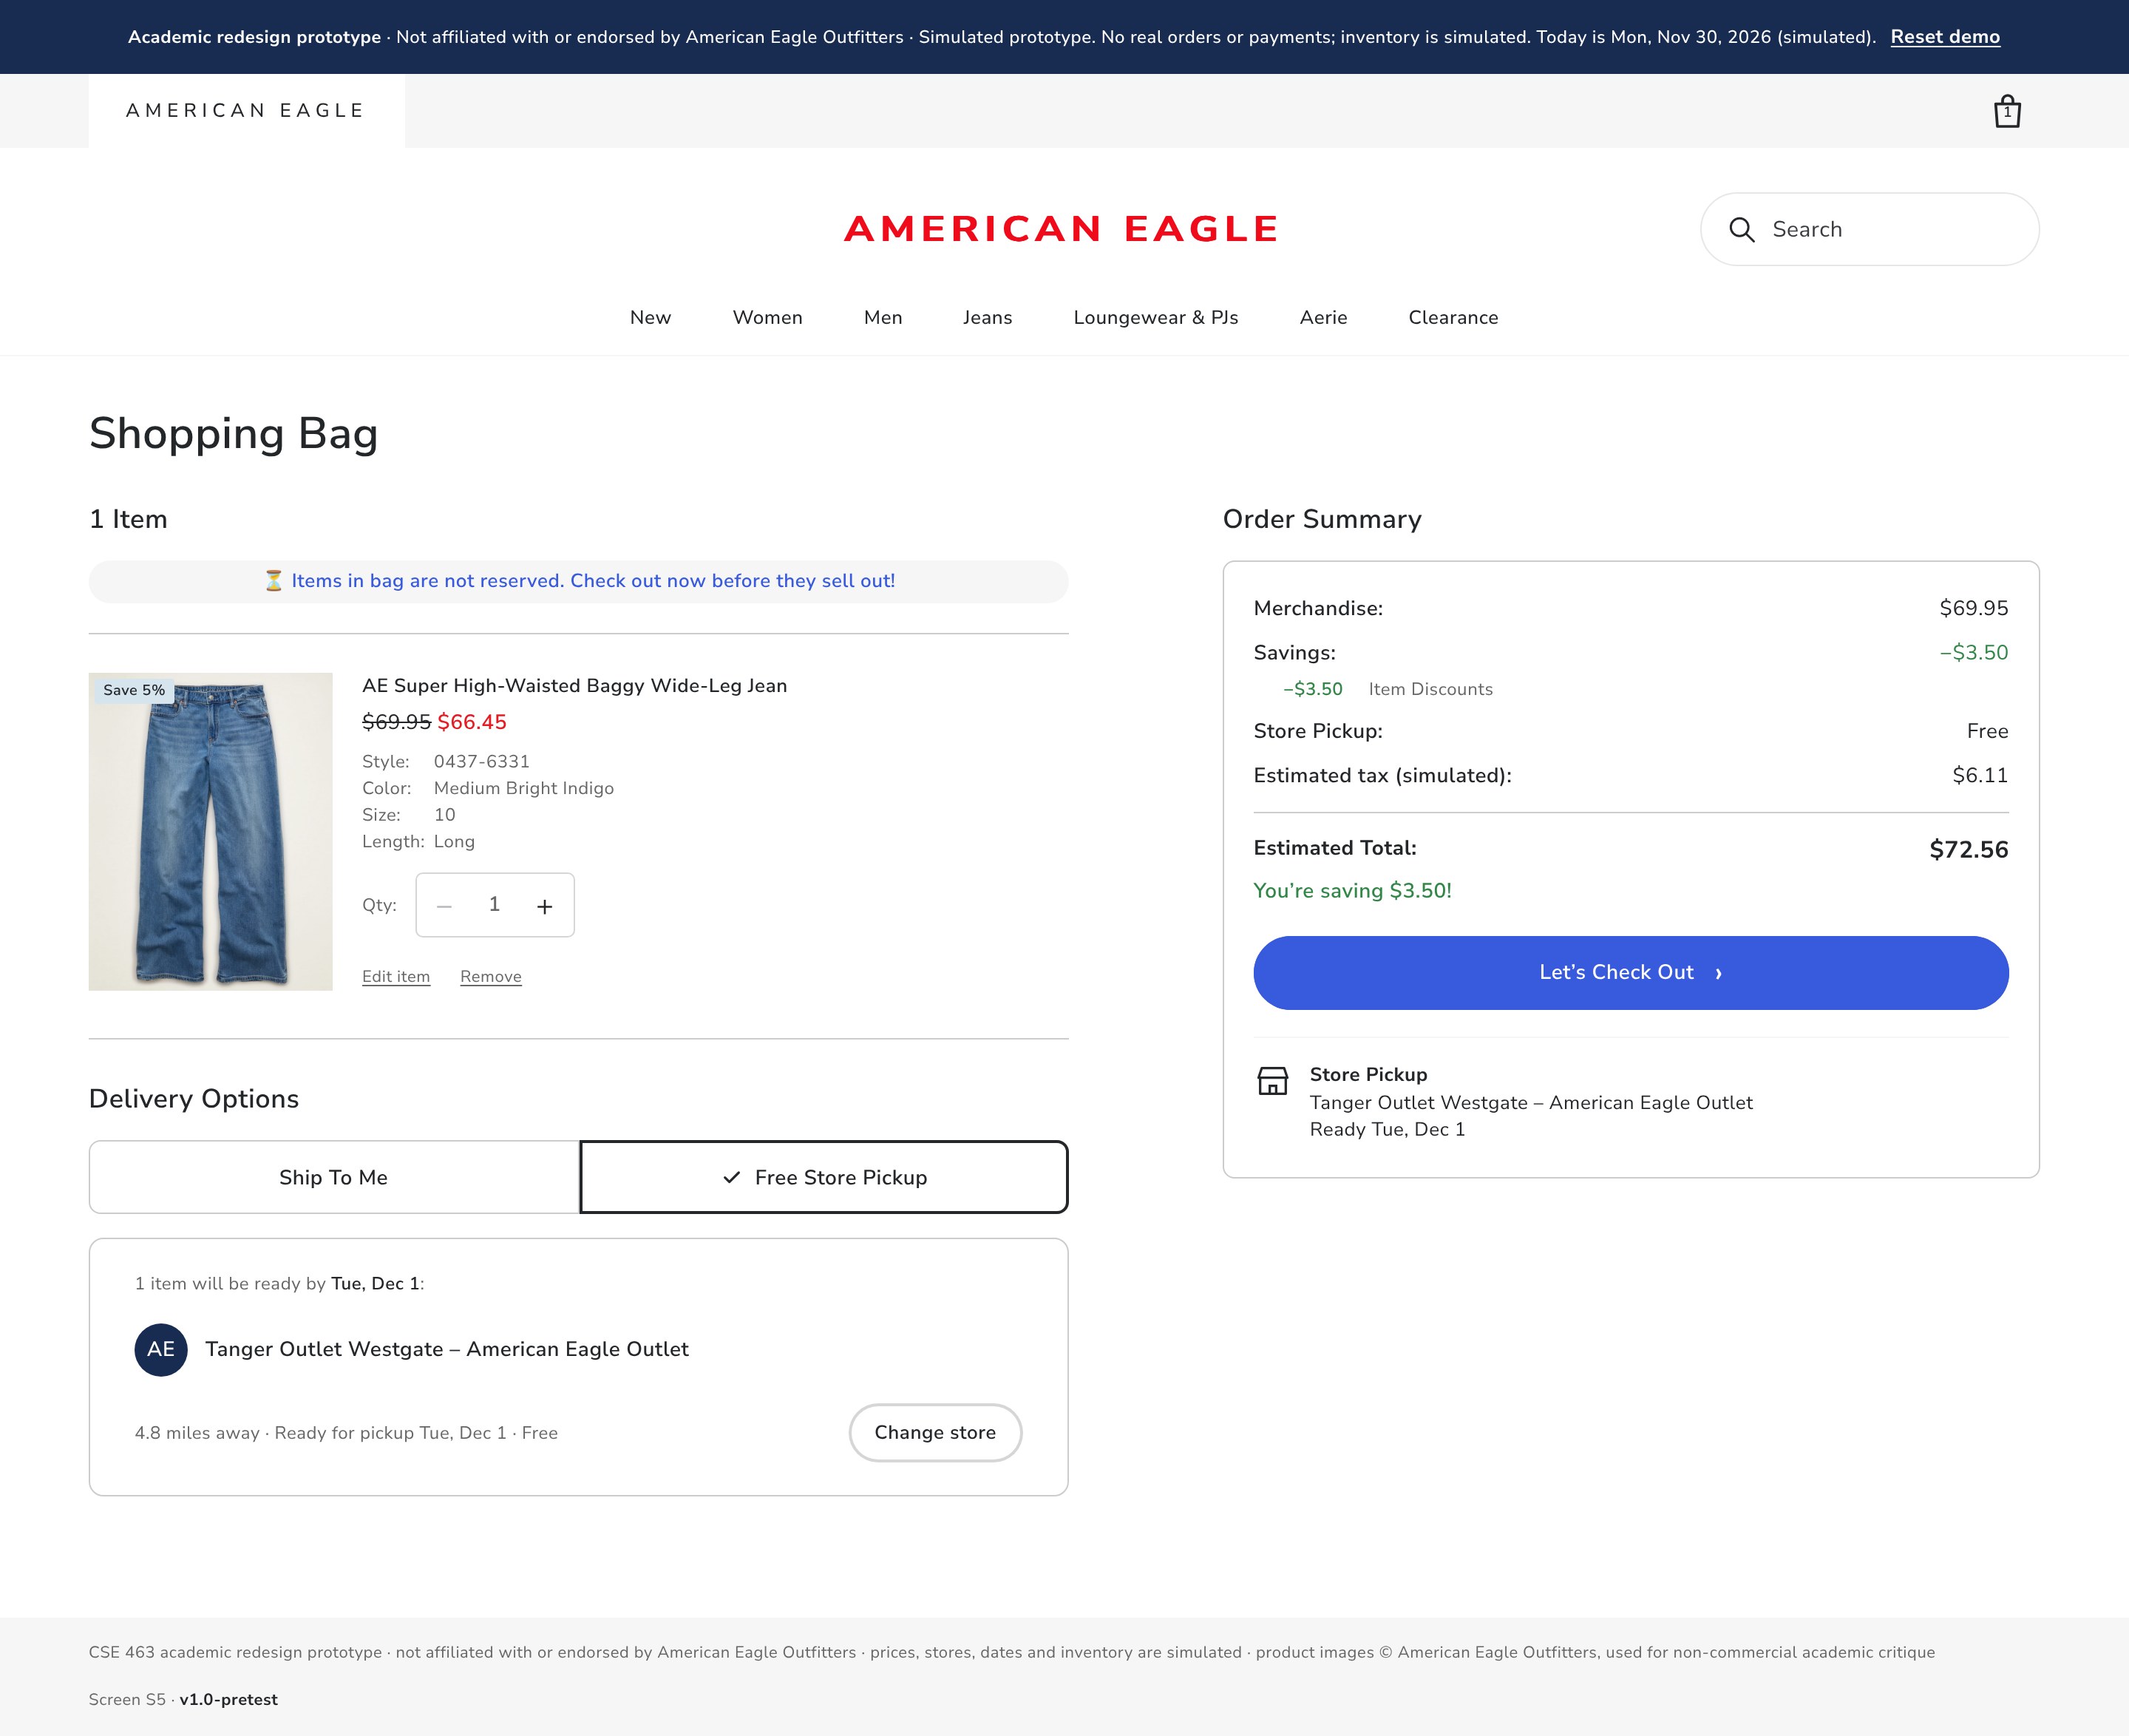 Academic redesign prototype · Not affiliated with or endorsed by American Eagle Outfitters · Simulated prototype. No real orders or payments; inventory is simulated. Today is Mon, Nov 30, 2026 (simulated). Reset demo
AMERICAN EAGLE
1
AMERICAN EAGLE
Search
New Women Men Jeans Loungewear & PJs Aerie Clearance
Shopping Bag
1 Item
⏳ Items in bag are not reserved. Check out now before they sell out!
Save 5%
AE Super High-Waisted Baggy Wide-Leg Jean
$69.95 $66.45
Style: 0437-6331
Color: Medium Bright Indigo
Size: 10
Length: Long
Qty: − 1 +
Edit item Remove
Delivery Options
Ship To Me
✓ Free Store Pickup
1 item will be ready by Tue, Dec 1:
AE Tanger Outlet Westgate – American Eagle Outlet
4.8 miles away · Ready for pickup Tue, Dec 1 · Free
Change store
Order Summary
Merchandise: $69.95
Savings: −$3.50
−$3.50 Item Discounts
Store Pickup: Free
Estimated tax (simulated): $6.11
Estimated Total: $72.56
You’re saving $3.50!
Let’s Check Out ›
Store Pickup
Tanger Outlet Westgate – American Eagle Outlet
Ready Tue, Dec 1
CSE 463 academic redesign prototype · not affiliated with or endorsed by American Eagle Outfitters · prices, stores, dates and inventory are simulated · product images © American Eagle Outfitters, used for non-commercial academic critique
Screen S5 · v1.0-pretest